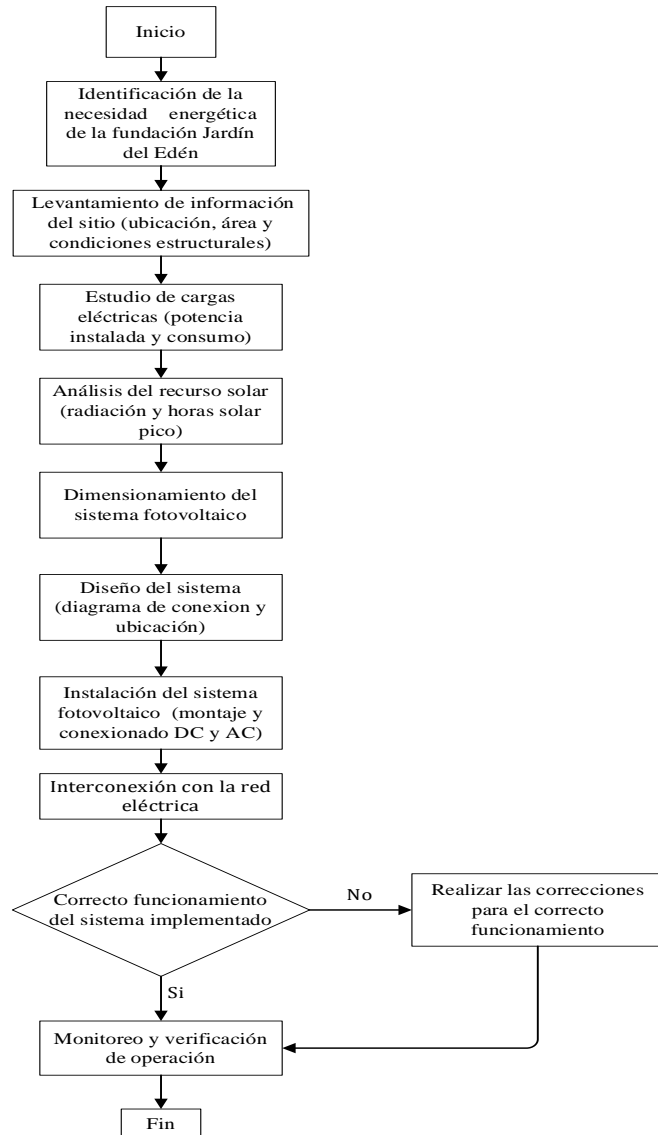 Inicio
Identificación de la
necesidad energética
de la fundación Jardín
del Edén
Levantamiento de información
del sitio (ubicación, área y
condiciones estructurales)
Estudio de cargas
eléctricas (potencia
instalada y consumo)
Análisis del recurso solar
(radiación y horas solar
pico)
Dimensionamiento del
sistema fotovoltaico
Diseño del sistema
(diagrama de conexion y
ubicación)
Instalación del sistema
fotovoltaico (montaje y
conexionado DC y AC)
Interconexión con la red
eléctrica
Correcto funcionamiento
del sistema implementado
No
Realizar las correcciones
para el correcto
funcionamiento
Si
Monitoreo y verificación
de operación
Fin